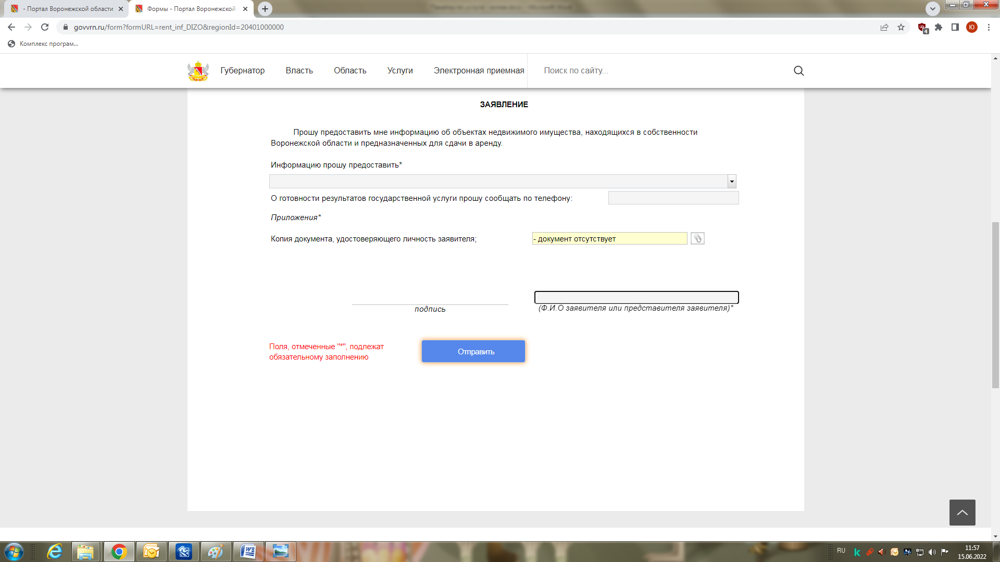 - Портал Воронежской области
Формы - Портал Воронежской
govvrn.ru/form?formURL=rent_inf_DIZO&regionId=20401000000
4
Ю
Комплекс програм...
Губернатор
Власть
Область
Услуги
Электронная приемная
Поиск по сайту...
ЗАЯВЛЕНИЕ
Прошу предоставить мне информацию об объектах недвижимого имущества, находящихся в собственности
Воронежской области и предназначенных для сдачи в аренду.
Информацию прошу предоставить*
О готовности результатов государственной услуги прошу сообщать по телефону:
Приложения*
Копия документа, удостоверяющего личность заявителя;
- документ отсутствует
подпись
(Ф.И.О заявителя или представителя заявителя)*
Поля, отмеченные "*", подлежат
обязательному заполнению
Отправить
RU
11:57
15.06.2022